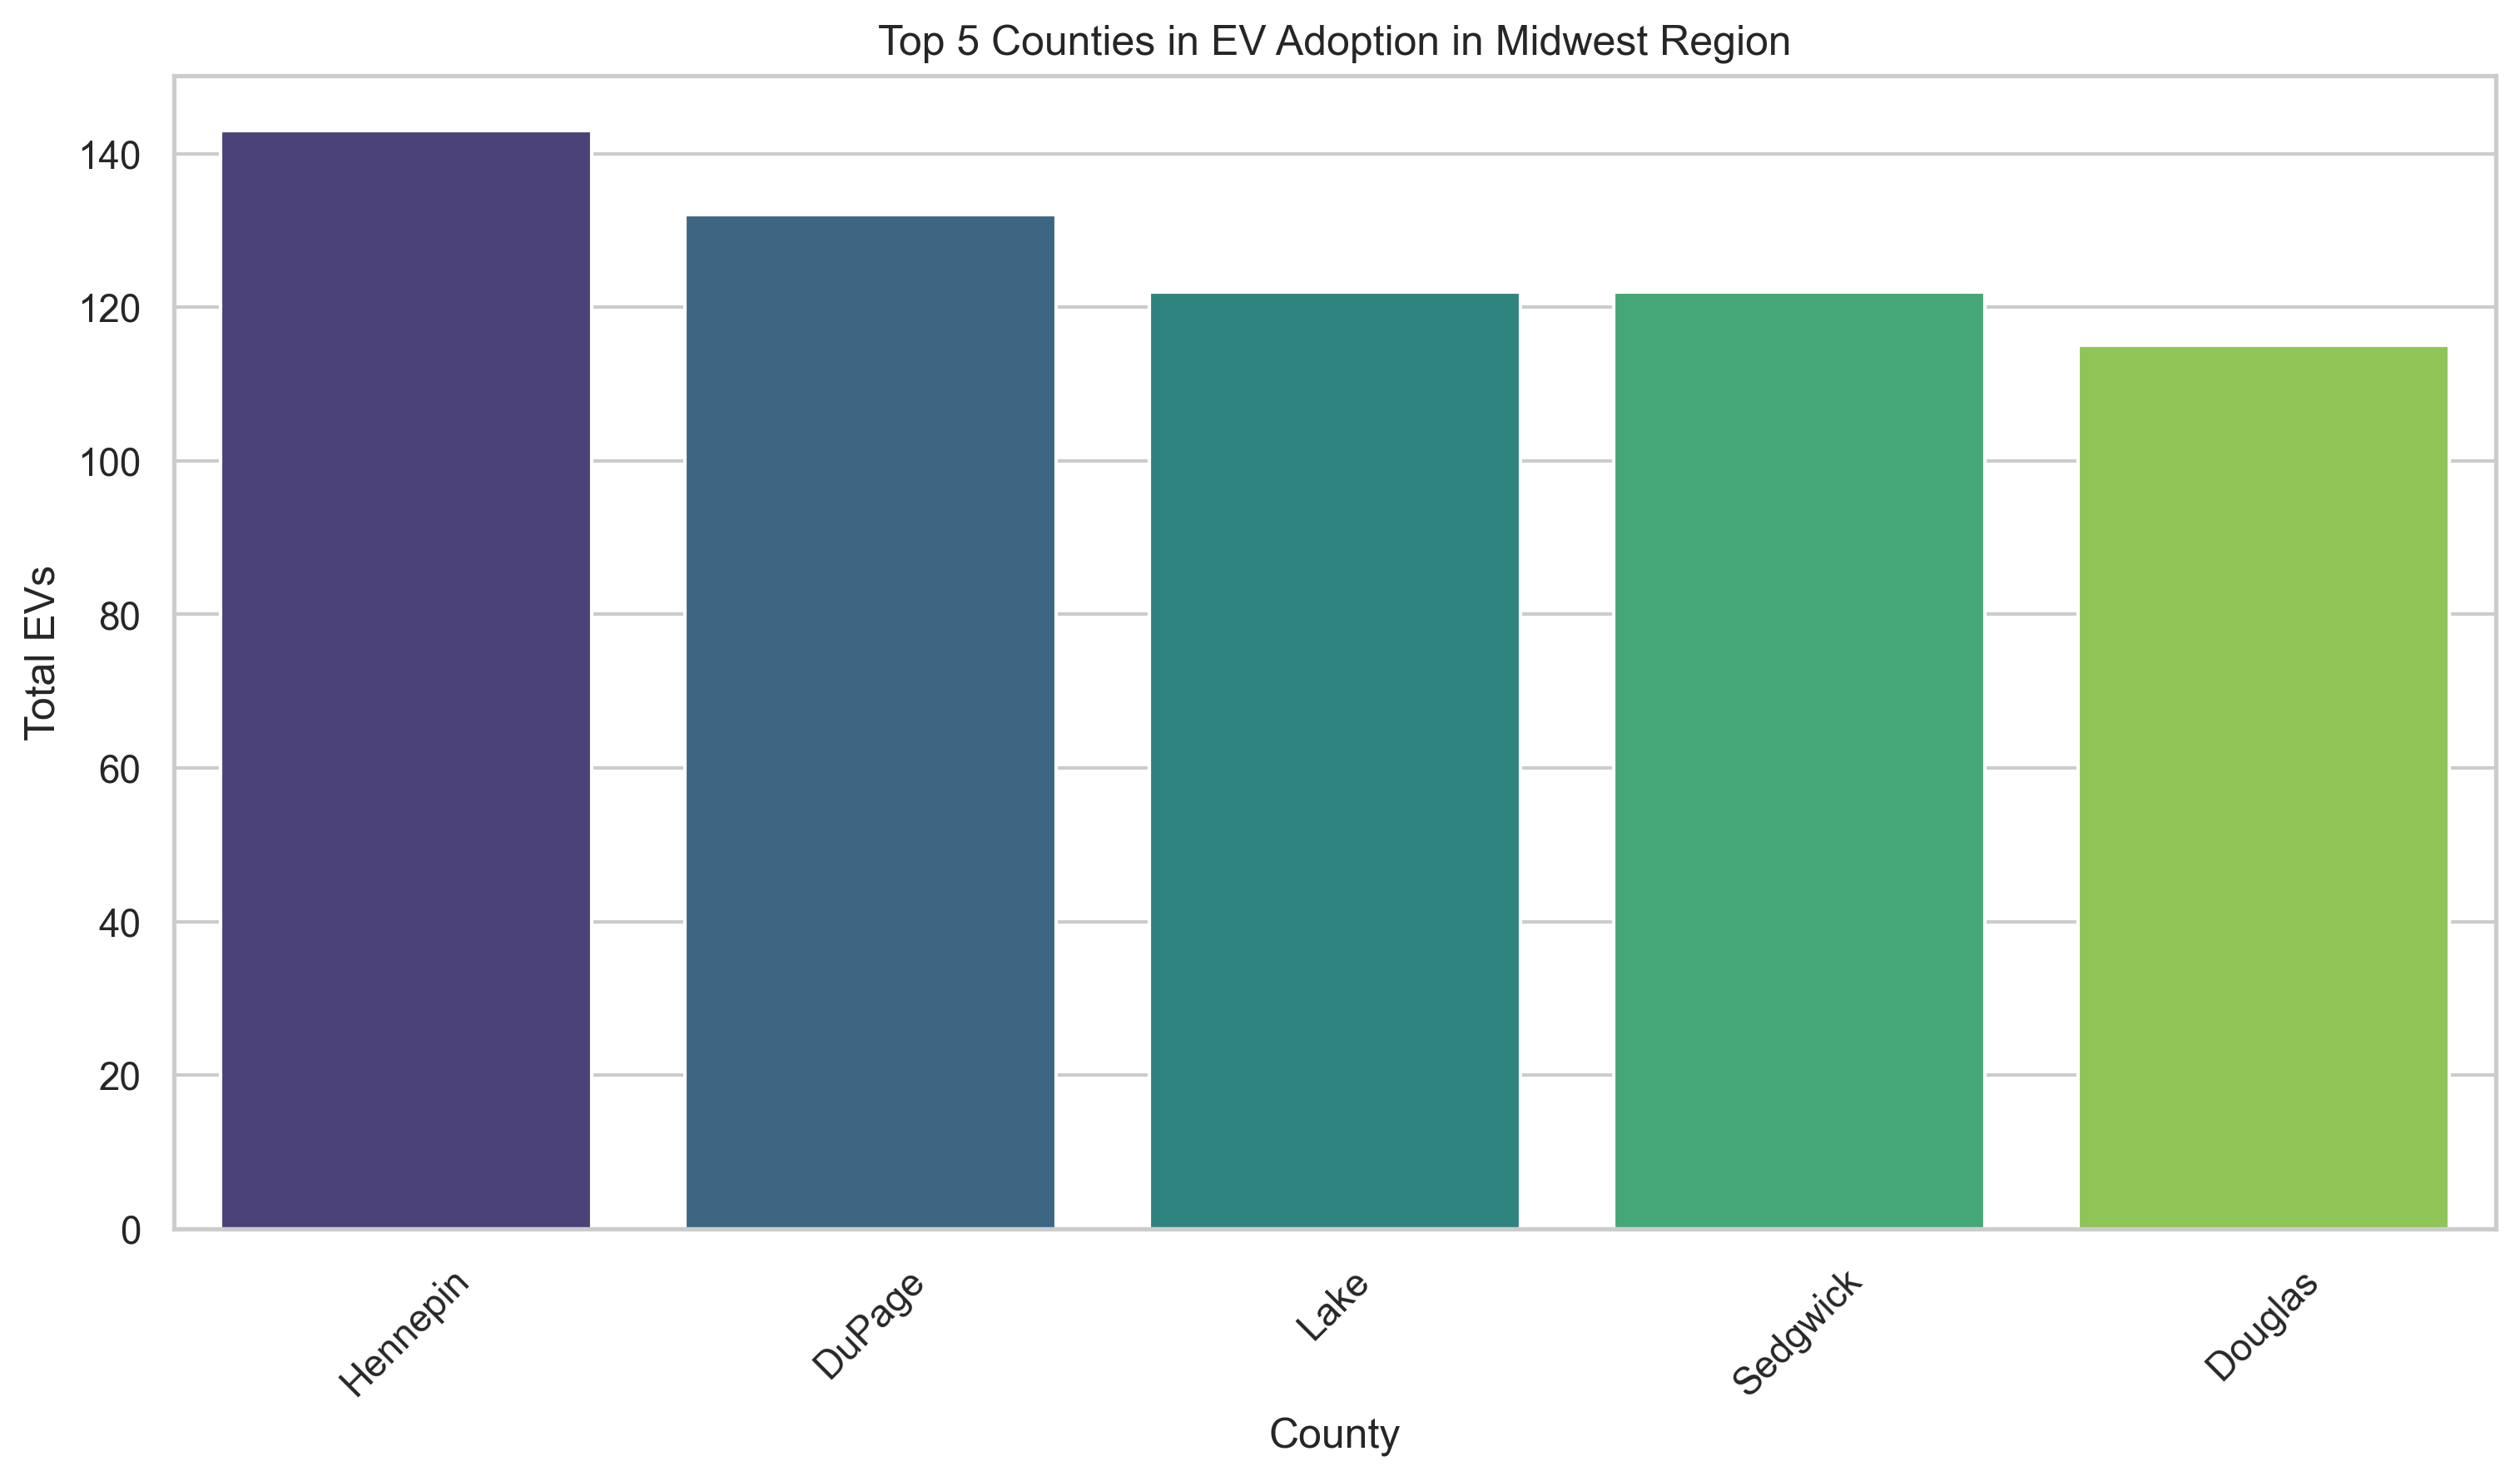 Top 5 Counties in EV Adoption in Midwest Region
Total EVs
140
120
100
80
60
40
20
0
Hennepin
DuPage
Lake
Sedgwick
Douglas
County